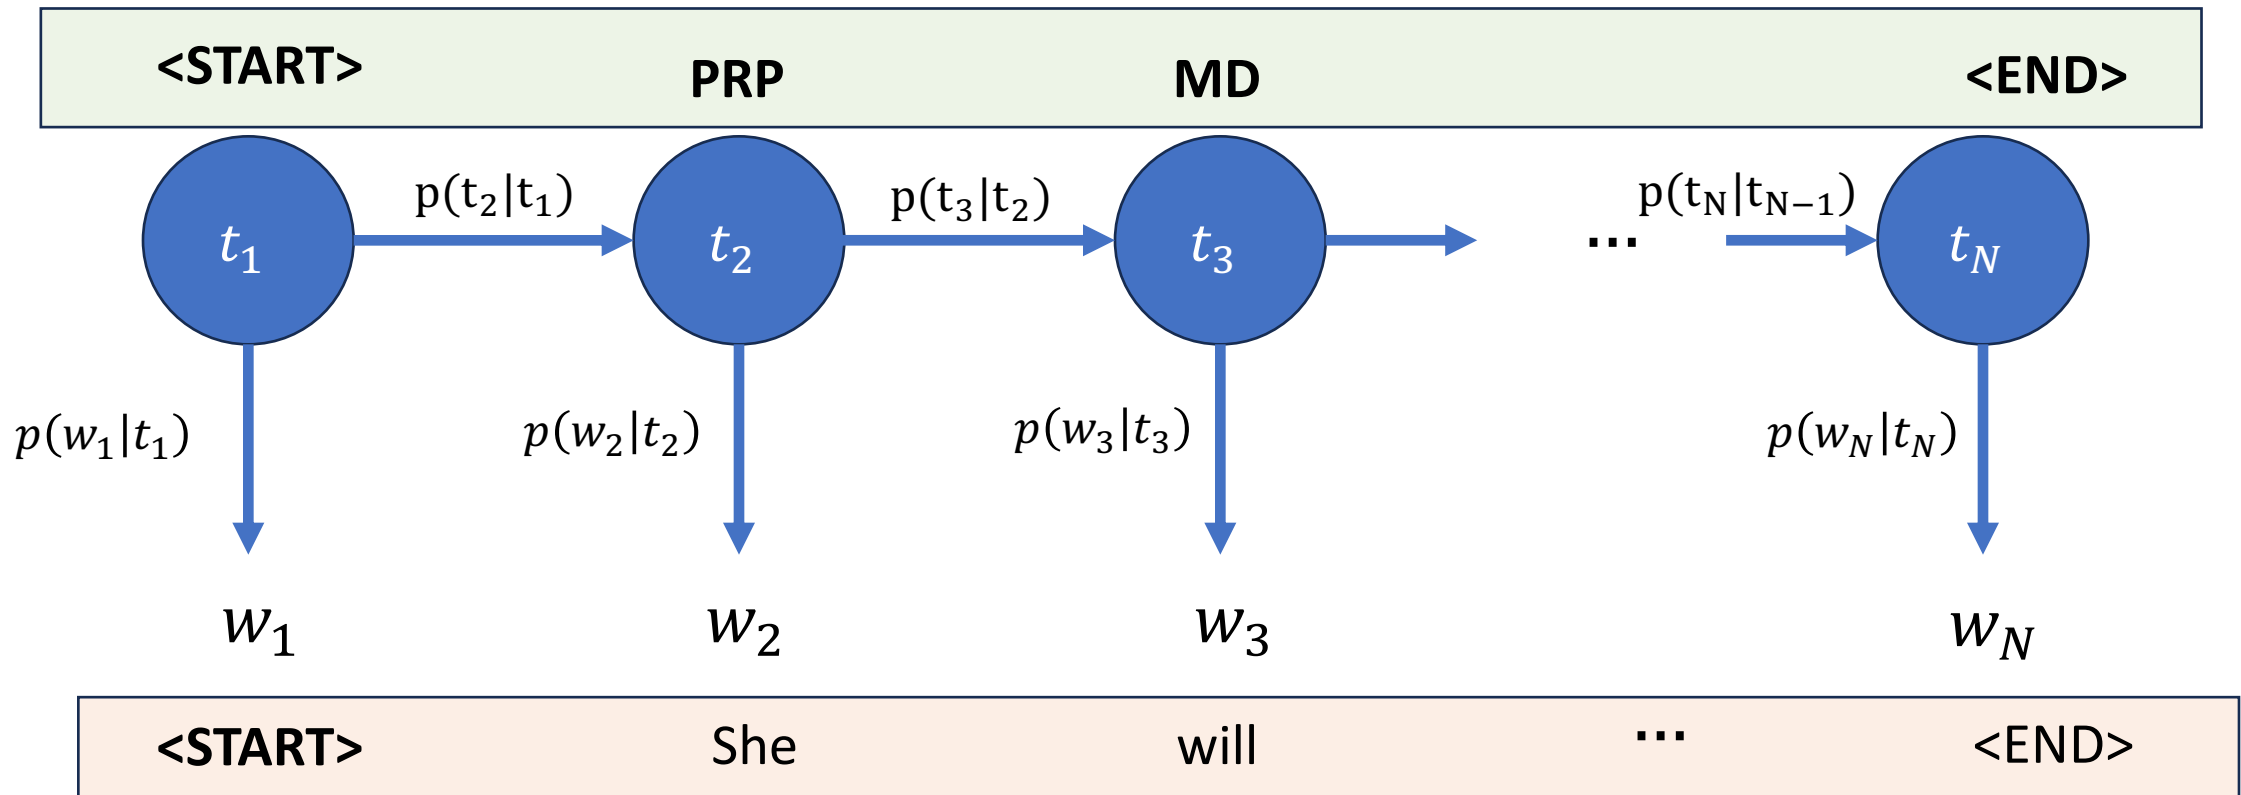 <START> PRP MD <END>
p(t₂|t₁) p(t₃|t₂) p(t_N|t_{N−1})
t₁ t₂ t₃ ... t_N
p(w₁|t₁) p(w₂|t₂) p(w₃|t₃) p(w_N|t_N)
w₁ w₂ w₃ w_N
<START> She will ... <END>